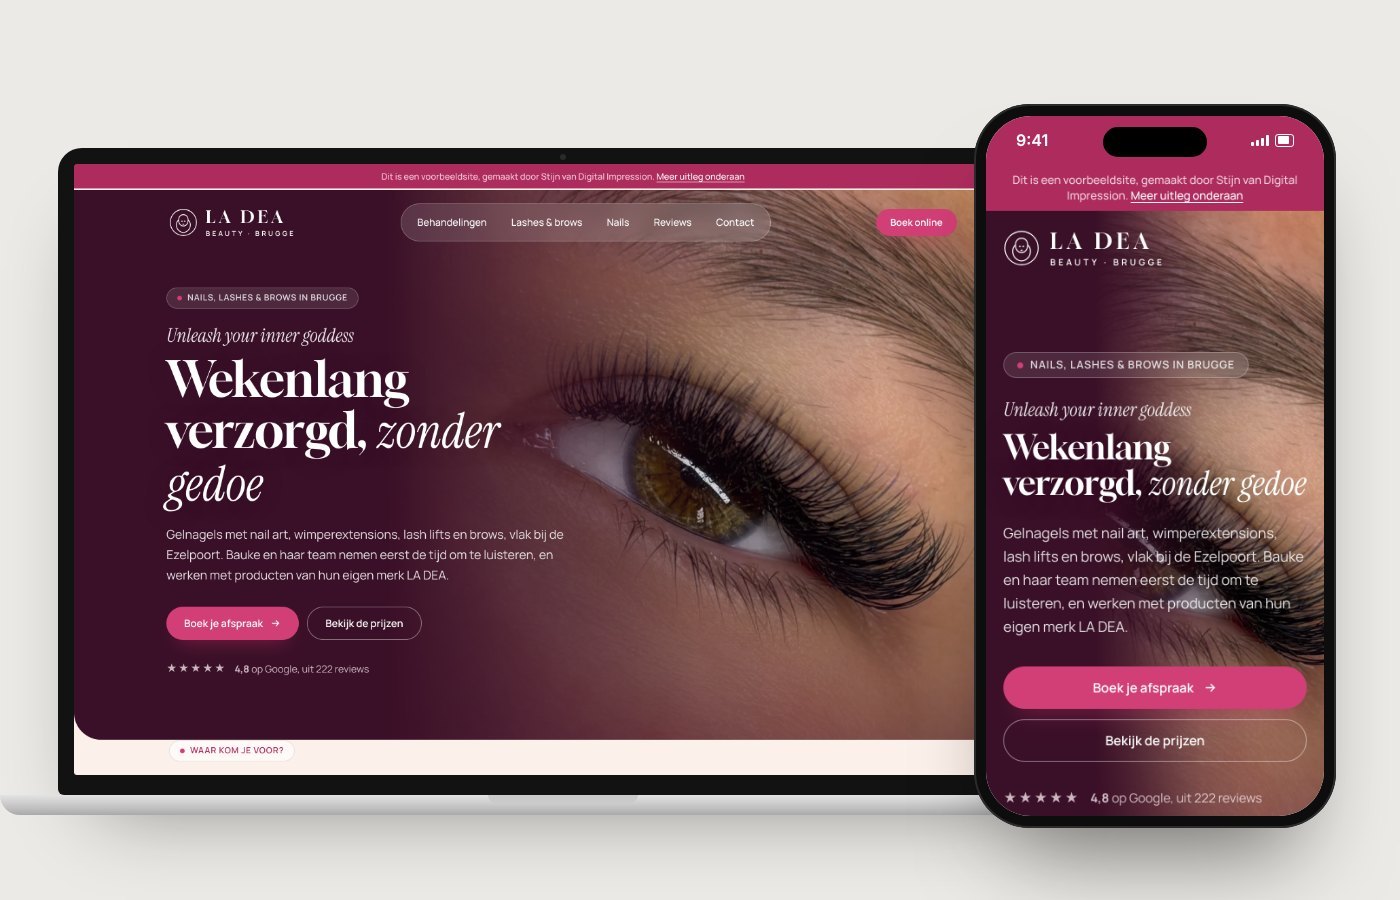 Dit is een voorbeeldsite, gemaakt door Stijn van Digital Impression. Meer uitleg onderaan
LA DEA
BEAUTY · BRUGGE
Behandelingen
Lashes & brows
Nails
Reviews
Contact
Boek online
NAILS, LASHES & BROWS IN BRUGGE
Unleash your inner goddess
Wekenlang
verzorgd, zonder
gedoe
Gelnagels met nail art, wimperextensions, lash lifts en brows, vlak bij de
Ezelpoort. Bauke en haar team nemen eerst de tijd om te luisteren, en
werken met producten van hun eigen merk LA DEA.
Boek je afspraak →
Bekijk de prijzen
★★★★★ 4,8 op Google, uit 222 reviews
WAAR KOM JE VOOR?
9:41
Dit is een voorbeeldsite, gemaakt door Stijn van Digital
Impression. Meer uitleg onderaan
LA DEA
BEAUTY · BRUGGE
NAILS, LASHES & BROWS IN BRUGGE
Unleash your inner goddess
Wekenlang
verzorgd, zonder gedoe
Gelnagels met nail art, wimperextensions,
lash lifts en brows, vlak bij de Ezelpoort. Bauke
en haar team nemen eerst de tijd om te
luisteren, en werken met producten van hun
eigen merk LA DEA.
Boek je afspraak →
Bekijk de prijzen
★★★★★ 4,8 op Google, uit 222 reviews